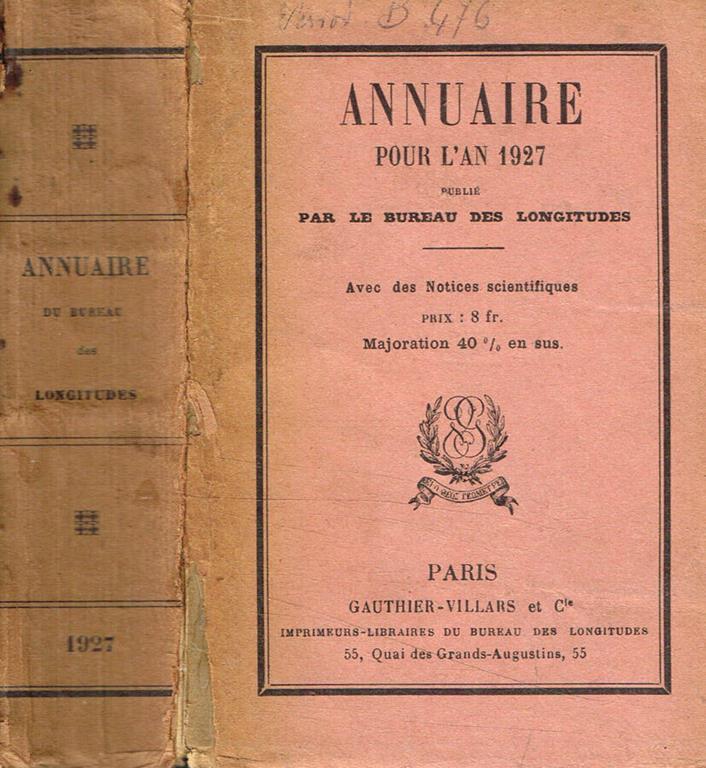 B 476
ANNUAIRE
DU BUREAU
des
LONGITUDES
1927
ANNUAIRE
POUR L'AN 1927
PUBLIÉ
PAR LE BUREAU DES LONGITUDES
Avec des Notices scientifiques
PRIX : 8 fr.
Majoration 40 % en sus.
PARIS
GAUTHIER-VILLARS et Cie
IMPRIMEURS-LIBRAIRES DU BUREAU DES LONGITUDES
55, Quai des Grands-Augustins, 55